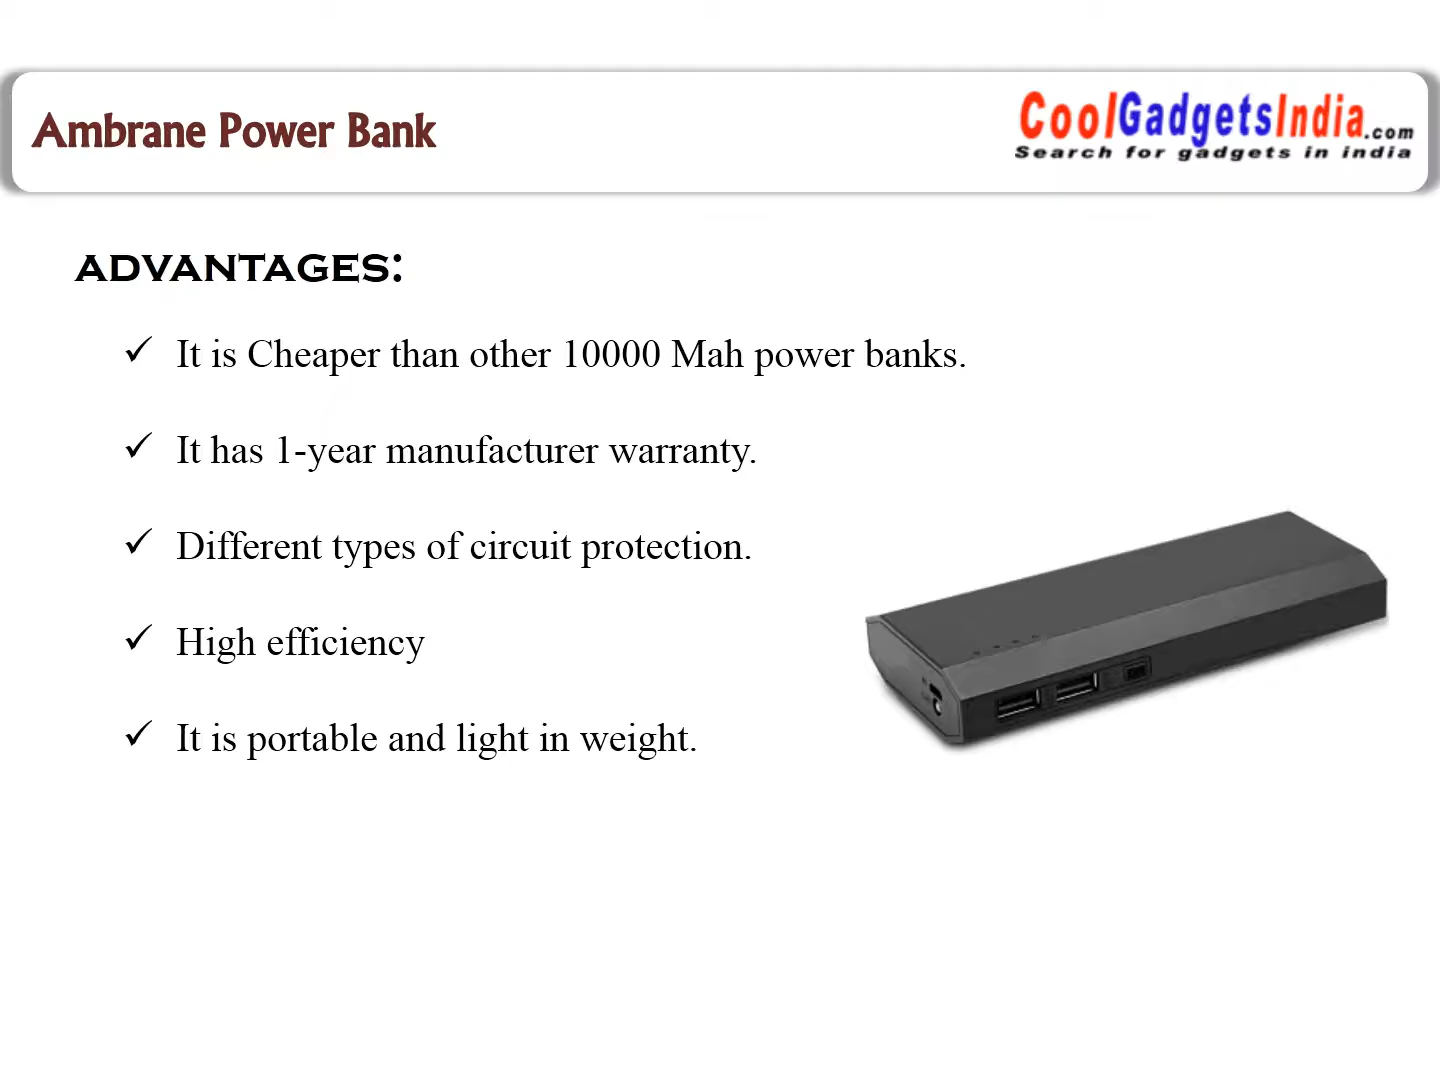 Ambrane Power Bank
CoolGadgetsIndia.com
Search for gadgets in india
ADVANTAGES:
✓ It is Cheaper than other 10000 Mah power banks.
✓ It has 1-year manufacturer warranty.
✓ Different types of circuit protection.
✓ High efficiency
✓ It is portable and light in weight.